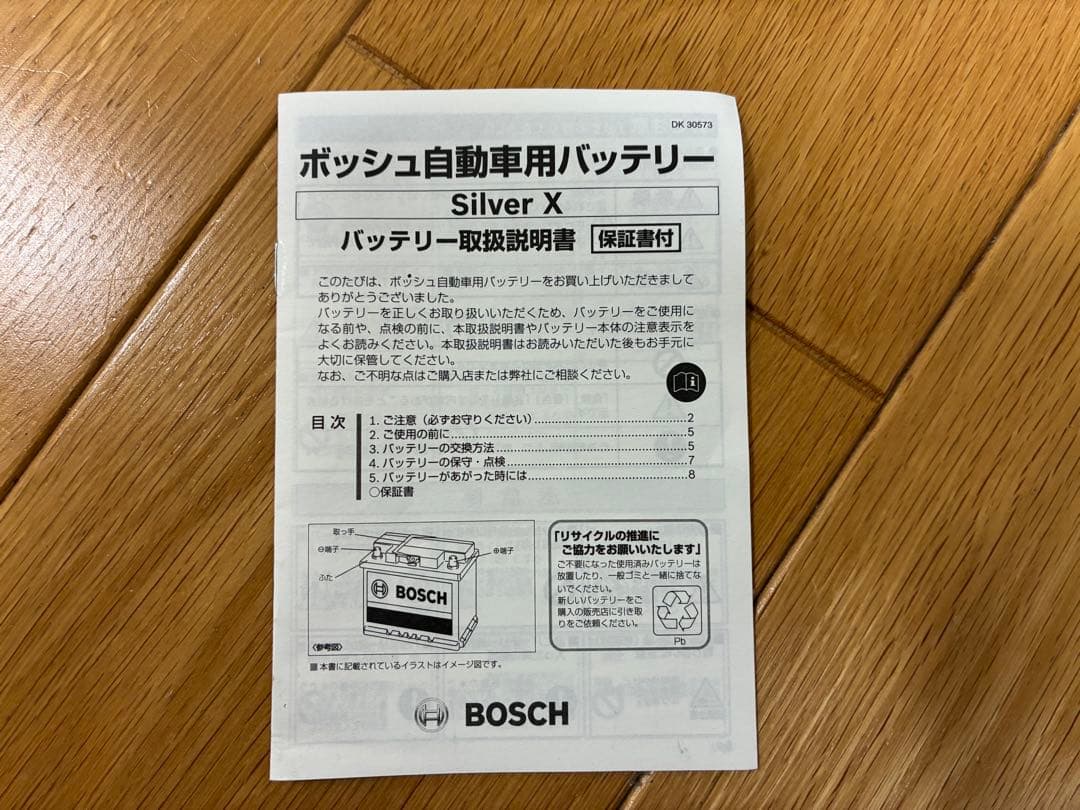 DK 30573
ボッシュ自動車用バッテリー
Silver X
バッテリー取扱説明書 保証書付
このたびは、ボッシュ自動車用バッテリーをお買い上げいただきまして
ありがとうございました。
バッテリーを正しくお取り扱いいただくため、バッテリーをご使用に
なる前や、点検の前に、本取扱説明書やバッテリー本体の注意表示を
よくお読みください。本取扱説明書はお読みいただいた後もお手元に
大切に保管してください。
なお、ご不明な点はご購入店または弊社にご相談ください。
目次
1. ご注意（必ずお守りください）……………………………2
2. ご使用の前に……………………………………………5
3. バッテリーの交換方法……………………………………5
4. バッテリーの保守・点検…………………………………7
5. バッテリーがあがった時には……………………………8
○保証書
取っ手
⊖端子
⊕端子
ふた
BOSCH
〈参考図〉
「リサイクルの推進に
ご協力をお願いいたします」
ご不要になった使用済みバッテリーは
放置したり、一般ゴミと一緒に捨てな
いでください。
新しいバッテリーをご
購入の販売店に引き取
りをご依頼ください。
Pb
■本書に記載されているイラストはイメージ図です。
BOSCH